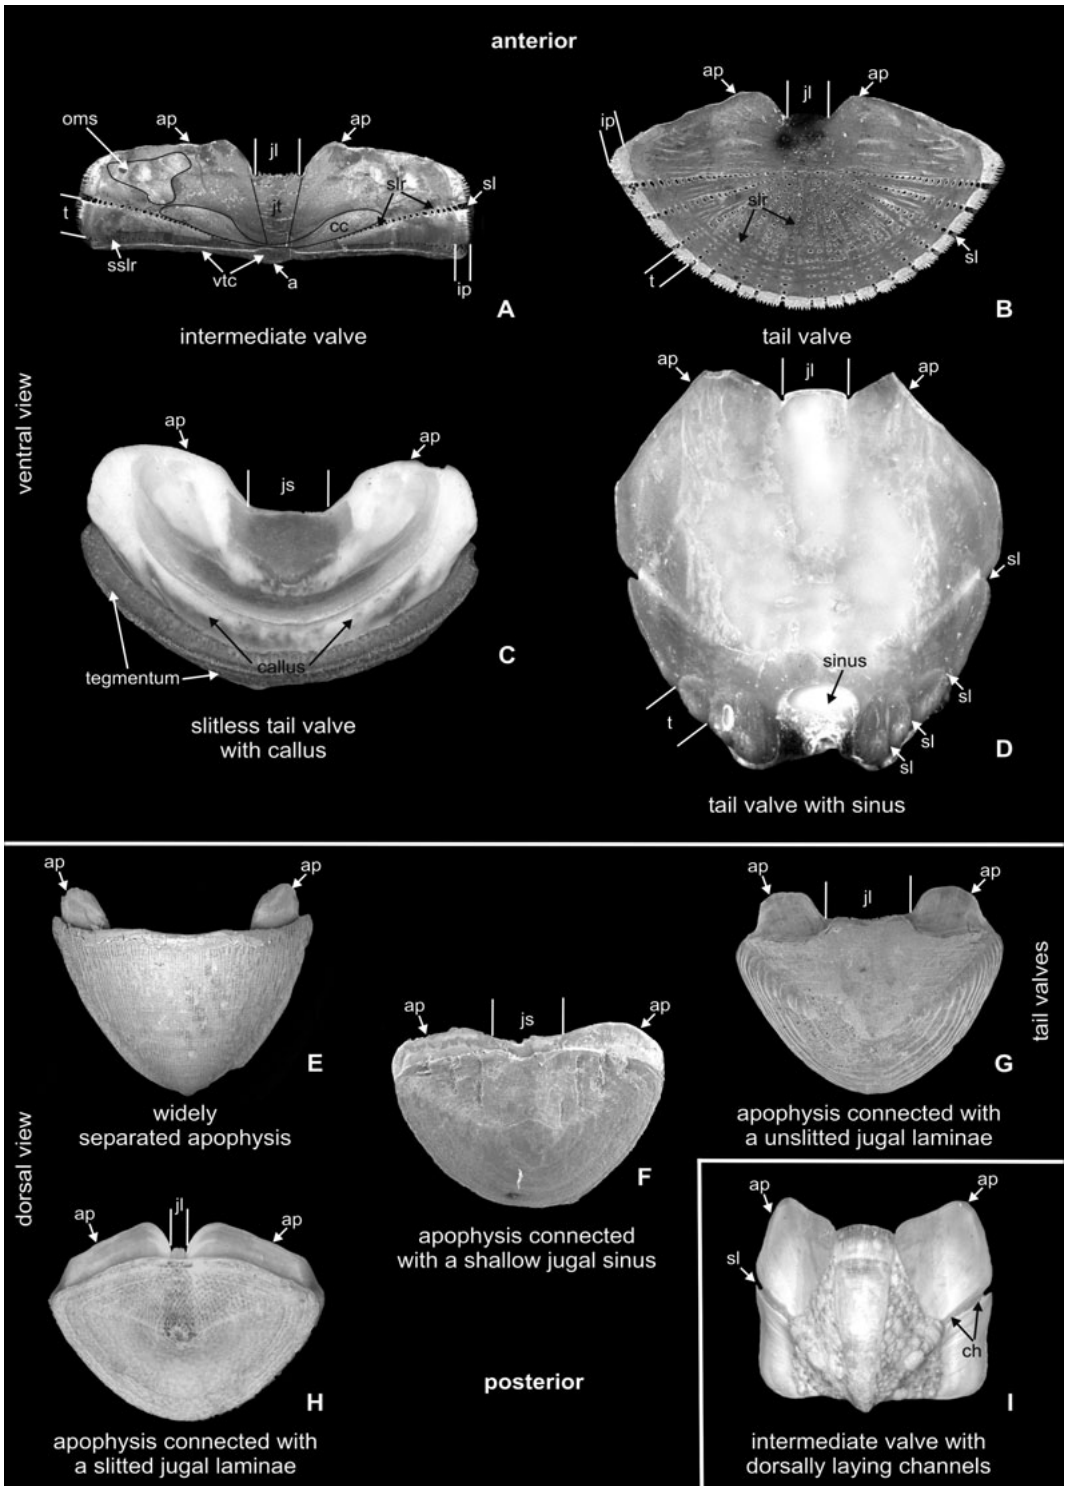 anterior
oms
ap
ap
jl
slr
sl
jt
cc
t
sslr
vtc
a
ip
A
intermediate valve
ap
jl
ap
ip
slr
sl
t
B
tail valve
ventral view
ap
ap
js
callus
tegmentum
C
slitless tail valve
with callus
ap
jl
ap
sl
sinus
sl
t
sl
sl
D
tail valve with sinus
ap
ap
E
widely
separated apophysis
ap
js
ap
F
apophysis connected
with a shallow jugal sinus
ap
jl
ap
G
apophysis connected with
a unslitted jugal laminae
tail valves
dorsal view
ap
jl
ap
H
apophysis connected with
a slitted jugal laminae
posterior
ap
ap
sl
ch
I
intermediate valve with
dorsally laying channels